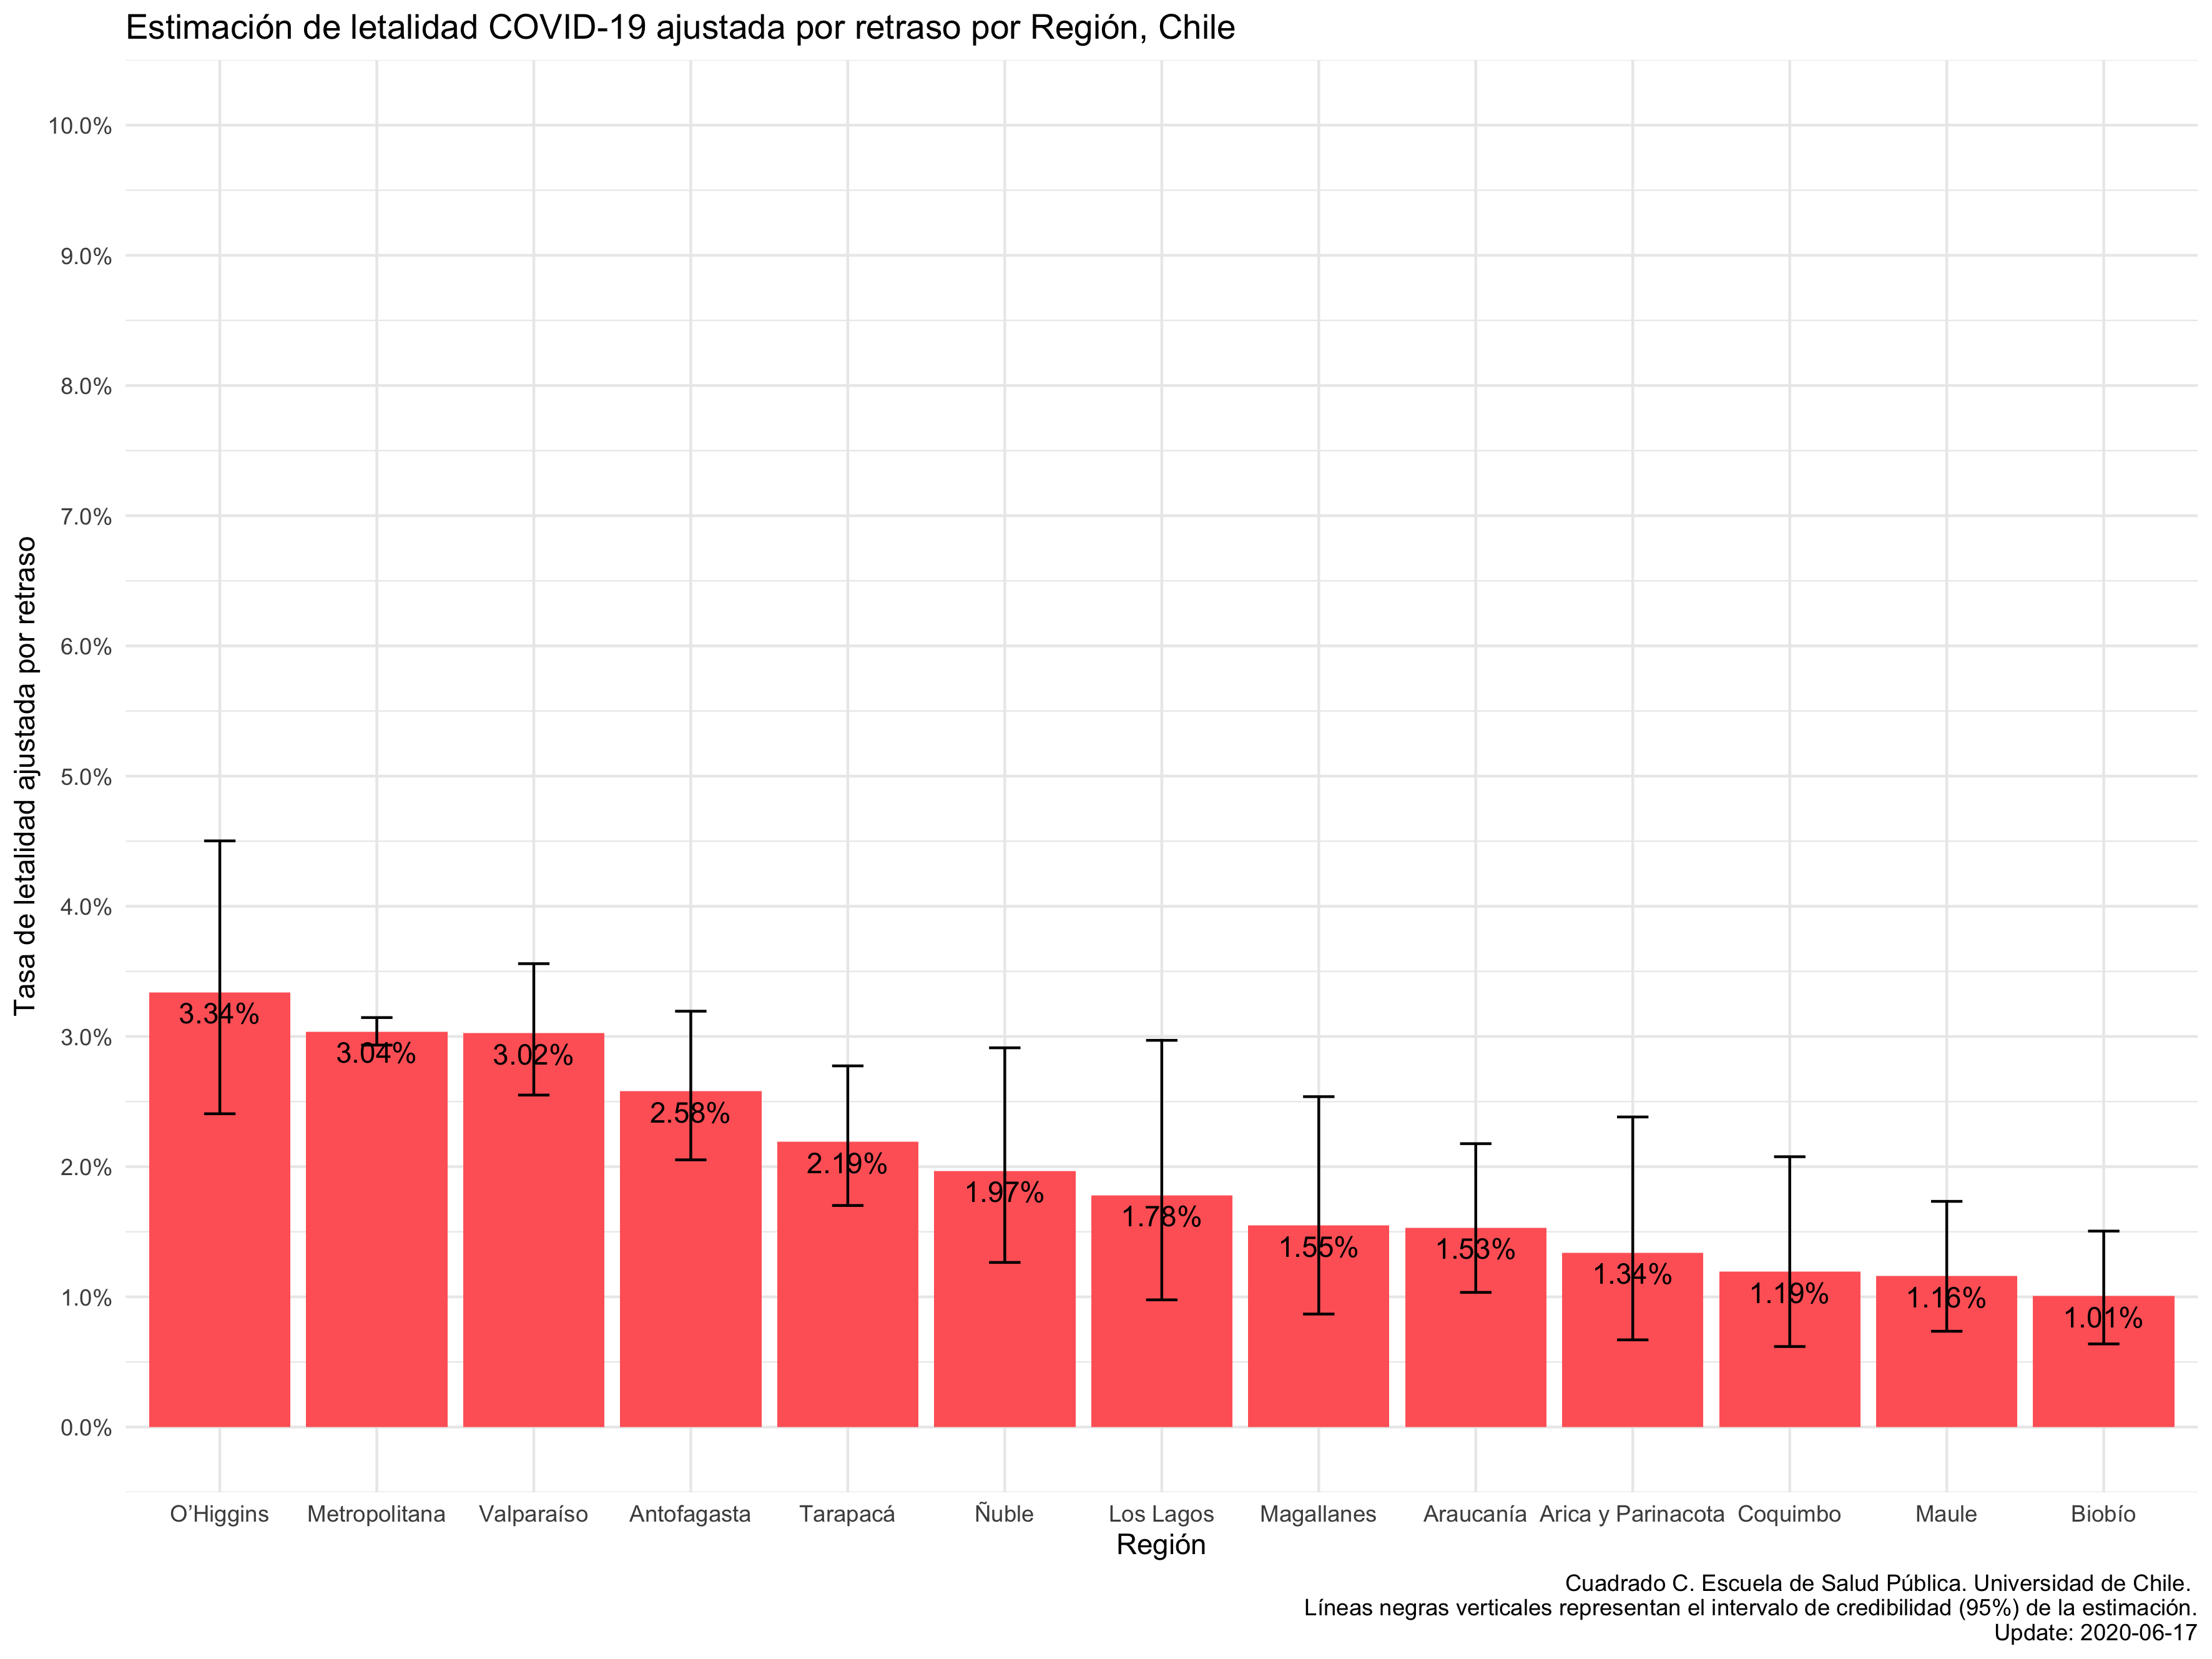 Estimación de letalidad COVID-19 ajustada por retraso por Región, Chile
Tasa de letalidad ajustada por retraso
10.0%
9.0%
8.0%
7.0%
6.0%
5.0%
4.0%
3.0%
2.0%
1.0%
0.0%
3.34%
3.04%
3.02%
2.58%
2.19%
1.97%
1.78%
1.55%
1.53%
1.34%
1.19%
1.16%
1.01%
O’Higgins
Metropolitana
Valparaíso
Antofagasta
Tarapacá
Ñuble
Los Lagos
Magallanes
Araucanía
Arica y Parinacota
Coquimbo
Maule
Biobío
Región
Cuadrado C. Escuela de Salud Pública. Universidad de Chile.
Líneas negras verticales representan el intervalo de credibilidad (95%) de la estimación.
Update: 2020-06-17